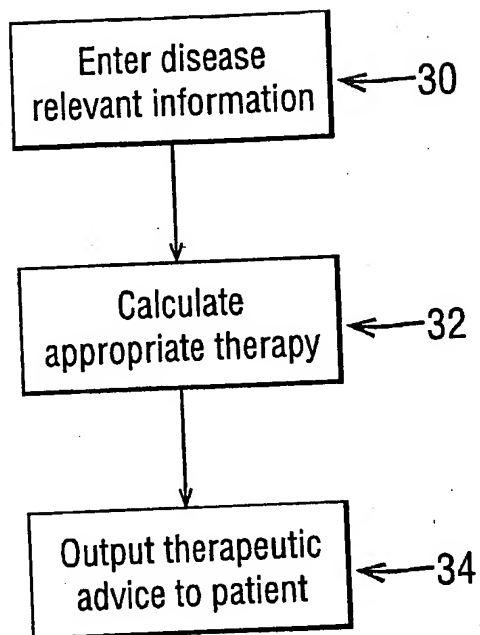 Enter disease
relevant information
30
Calculate
appropriate therapy
32
Output therapeutic
advice to patient
34